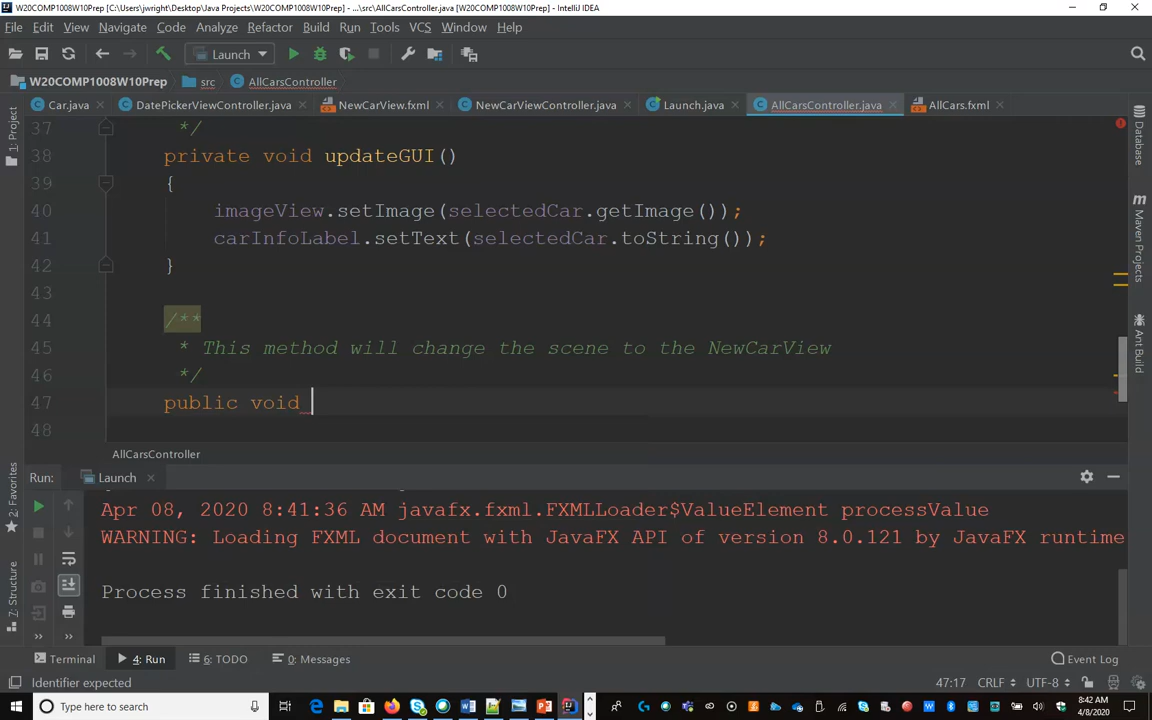 W20COMP1008W10Prep [C:\Users\jwright\Desktop\Java Projects\W20COMP1008W10Prep] - ...\src\AllCarsController.java [W20COMP1008W10Prep] - IntelliJ IDEA
File Edit View Navigate Code Analyze Refactor Build Run Tools VCS Window Help
Launch
W20COMP1008W10Prep src AllCarsController
Car.java DatePickerViewController.java NewCarView.fxml NewCarViewController.java Launch.java AllCarsController.java AllCars.fxml
1: Project
Database
Maven Projects
Ant Build
37 */
38 private void updateGUI()
39 {
40 imageView.setImage(selectedCar.getImage());
41 carInfoLabel.setText(selectedCar.toString());
42 }
43
44 /**
45 * This method will change the scene to the NewCarView
46 */
47 public void
48
AllCarsController
Run: Launch
2: Favorites
7: Structure
Apr 08, 2020 8:41:36 AM javafx.fxml.FXMLLoader$ValueElement processValue
WARNING: Loading FXML document with JavaFX API of version 8.0.121 by JavaFX runtime
Process finished with exit code 0
Terminal 4: Run 6: TODO 0: Messages Event Log
Identifier expected 47:17 CRLF UTF-8
Type here to search
8:42 AM
4/8/2020